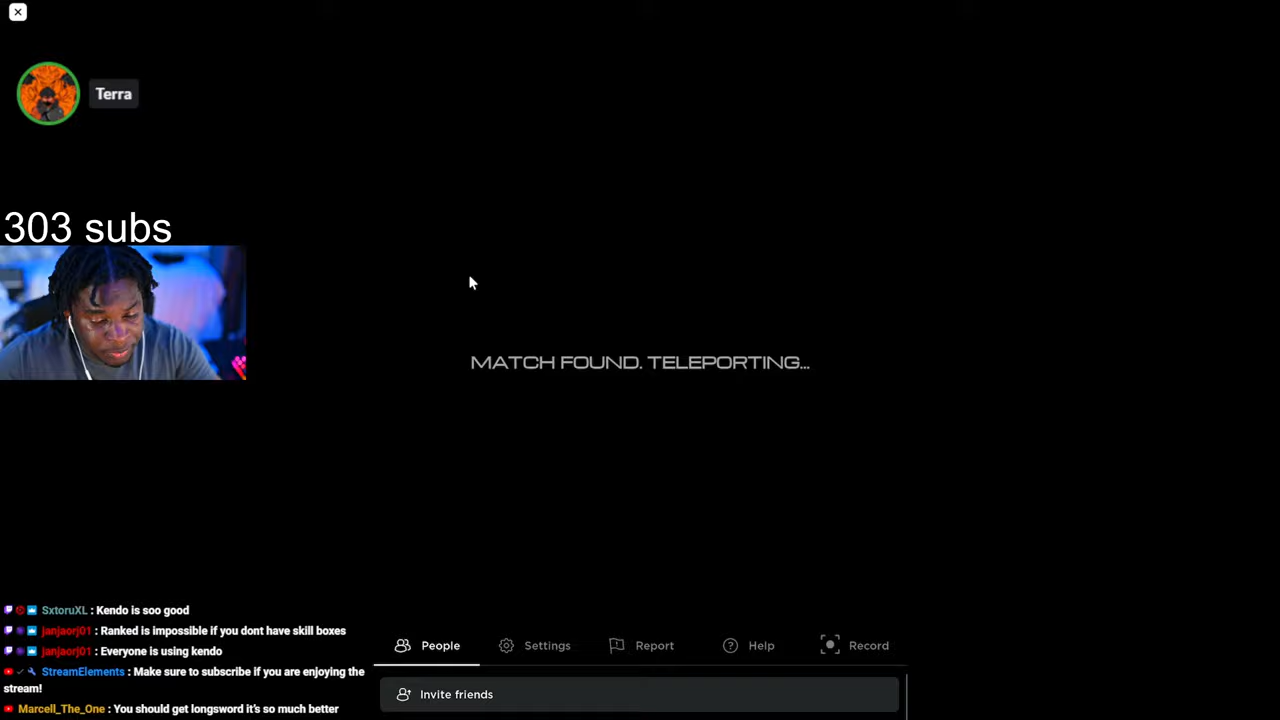 Terra
303 subs
MATCH FOUND. TELEPORTING...
SxtoruXL : Kendo is soo good
janjaorj01 : Ranked is impossible if you dont have skill boxes
janjaorj01 : Everyone is using kendo
StreamElements : Make sure to subscribe if you are enjoying the
stream!
Marcell_The_One : You should get longsword it's so much better
People Settings Report Help Record
Invite friends